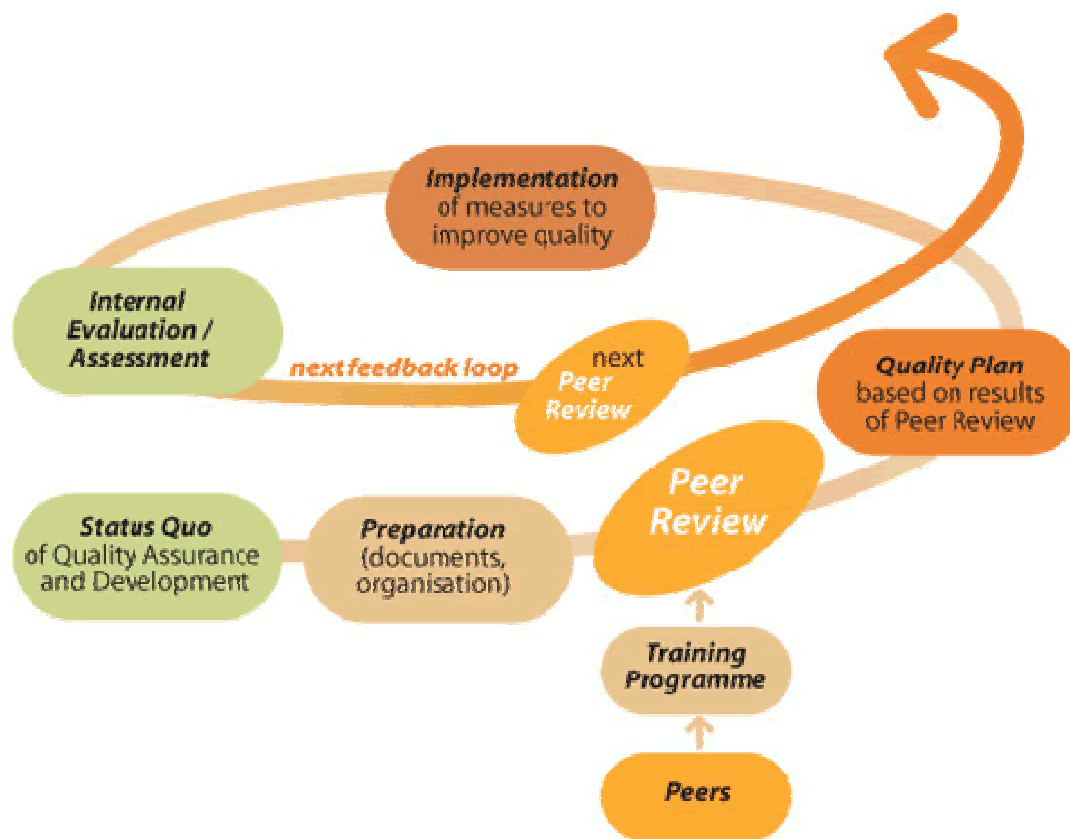 Implementation
of measures to
improve quality
Internal
Evaluation /
Assessment
next feedback loop
next
Peer
Review
Quality Plan
based on results
of Peer Review
Peer
Review
Status Quo
of Quality Assurance
and Development
Preparation
(documents,
organisation)
Training
Programme
Peers